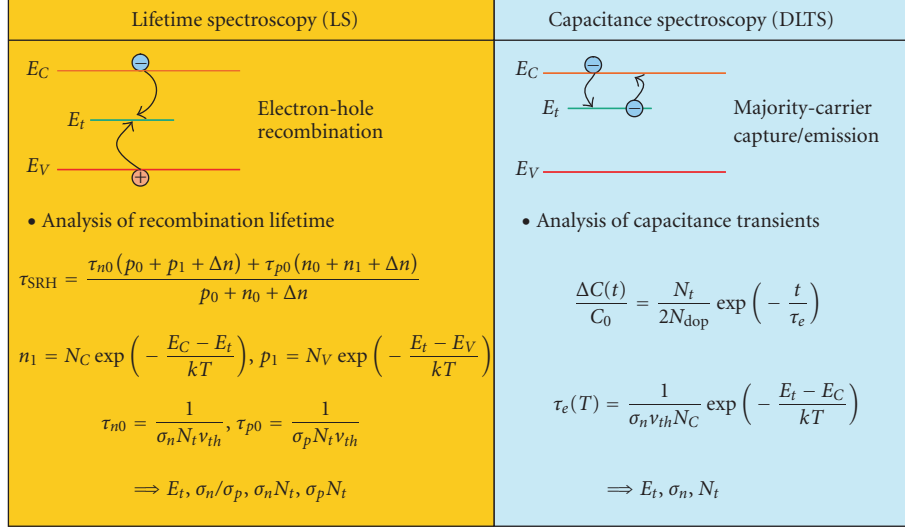 Lifetime spectroscopy (LS)
E_C
−
E_t
E_V
+
Electron-hole
recombination
• Analysis of recombination lifetime
τ_SRH = (τ_n0(p_0 + p_1 + Δn) + τ_p0(n_0 + n_1 + Δn)) / (p_0 + n_0 + Δn)
n_1 = N_C exp(− (E_C − E_t)/kT), p_1 = N_V exp(− (E_t − E_V)/kT)
τ_n0 = 1/(σ_n N_t ν_th), τ_p0 = 1/(σ_p N_t ν_th)
⟹ E_t, σ_n/σ_p, σ_n N_t, σ_p N_t
Capacitance spectroscopy (DLTS)
−
E_C
E_t
−
E_V
Majority-carrier
capture/emission
• Analysis of capacitance transients
ΔC(t)/C_0 = N_t/(2N_dop) exp(− t/τ_e)
τ_e(T) = 1/(σ_n ν_th N_C) exp(− (E_t − E_C)/kT)
⟹ E_t, σ_n, N_t